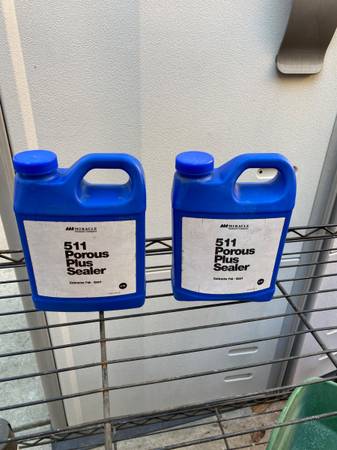 MIRACLE
511
Porous
Plus
Sealer
MIRACLE
511
Porous
Plus
Sealer